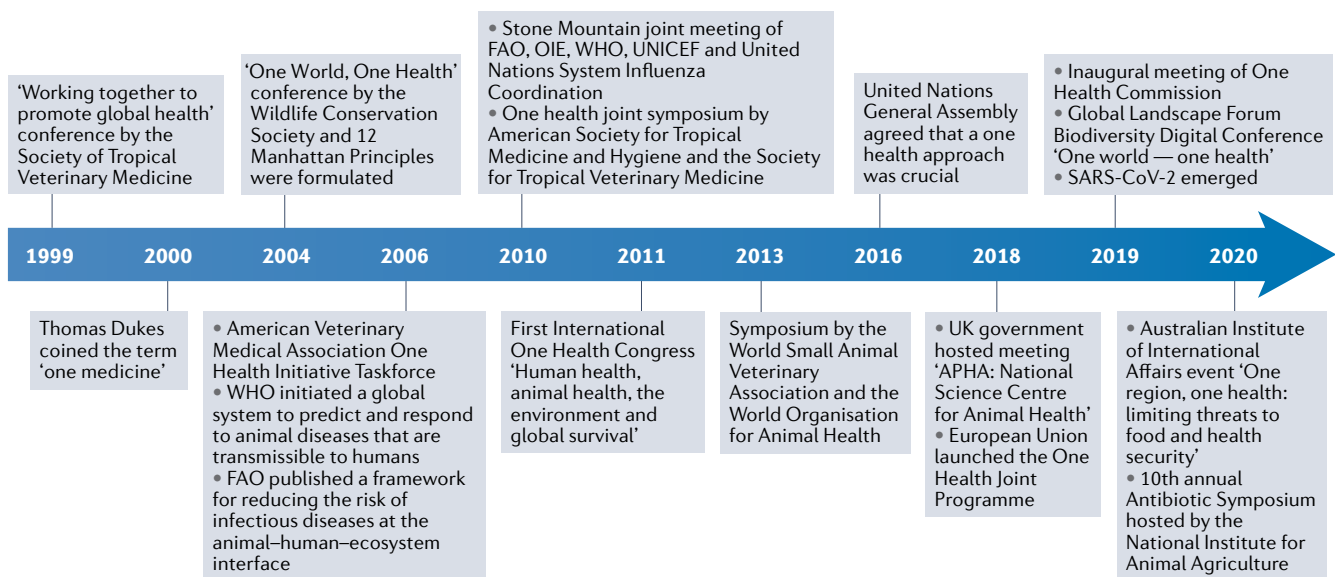 ‘Working together to
promote global health’
conference by the
Society of Tropical
Veterinary Medicine
‘One World, One Health’
conference by the
Wildlife Conservation
Society and 12
Manhattan Principles
were formulated
• Stone Mountain joint meeting of
FAO, OIE, WHO, UNICEF and United
Nations System Influenza
Coordination
• One health joint symposium by
American Society for Tropical
Medicine and Hygiene and the Society
for Tropical Veterinary Medicine
United Nations
General Assembly
agreed that a one
health approach
was crucial
• Inaugural meeting of One
Health Commission
• Global Landscape Forum
Biodiversity Digital Conference
‘One world — one health’
• SARS-CoV-2 emerged
1999 2000 2004 2006 2010 2011 2013 2016 2018 2019 2020
Thomas Dukes
coined the term
‘one medicine’
• American Veterinary
Medical Association One
Health Initiative Taskforce
• WHO initiated a global
system to predict and respond
to animal diseases that are
transmissible to humans
• FAO published a framework
for reducing the risk of
infectious diseases at the
animal–human–ecosystem
interface
First International
One Health Congress
‘Human health,
animal health, the
environment and
global survival’
Symposium by the
World Small Animal
Veterinary
Association and the
World Organisation
for Animal Health
• UK government
hosted meeting
‘APHA: National
Science Centre
for Animal Health’
• European Union
launched the One
Health Joint
Programme
• Australian Institute
of International
Affairs event ‘One
region, one health:
limiting threats to
food and health
security’
• 10th annual
Antibiotic Symposium
hosted by the
National Institute for
Animal Agriculture